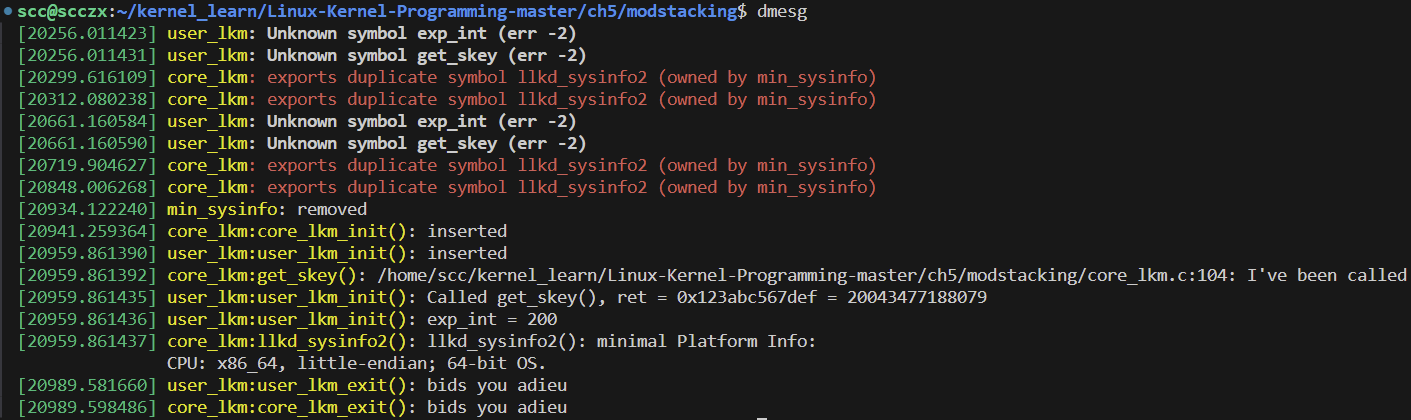 scc@scczx:~/kernel_learn/Linux-Kernel-Programming-master/ch5/modstacking$ dmesg
[20256.011423] user_lkm: Unknown symbol exp_int (err -2)
[20256.011431] user_lkm: Unknown symbol get_skey (err -2)
[20299.616109] core_lkm: exports duplicate symbol llkd_sysinfo2 (owned by min_sysinfo)
[20312.080238] core_lkm: exports duplicate symbol llkd_sysinfo2 (owned by min_sysinfo)
[20661.160584] user_lkm: Unknown symbol exp_int (err -2)
[20661.160590] user_lkm: Unknown symbol get_skey (err -2)
[20719.904627] core_lkm: exports duplicate symbol llkd_sysinfo2 (owned by min_sysinfo)
[20848.006268] core_lkm: exports duplicate symbol llkd_sysinfo2 (owned by min_sysinfo)
[20934.122240] min_sysinfo: removed
[20941.259364] core_lkm:core_lkm_init(): inserted
[20959.861390] user_lkm:user_lkm_init(): inserted
[20959.861392] core_lkm:get_skey(): /home/scc/kernel_learn/Linux-Kernel-Programming-master/ch5/modstacking/core_lkm.c:104: I've been called
[20959.861435] user_lkm:user_lkm_init(): Called get_skey(), ret = 0x123abc567def = 20043477188079
[20959.861436] user_lkm:user_lkm_init(): exp_int = 200
[20959.861437] core_lkm:llkd_sysinfo2(): llkd_sysinfo2(): minimal Platform Info:
CPU: x86_64, little-endian; 64-bit OS.
[20989.581660] user_lkm:user_lkm_exit(): bids you adieu
[20989.598486] core_lkm:core_lkm_exit(): bids you adieu